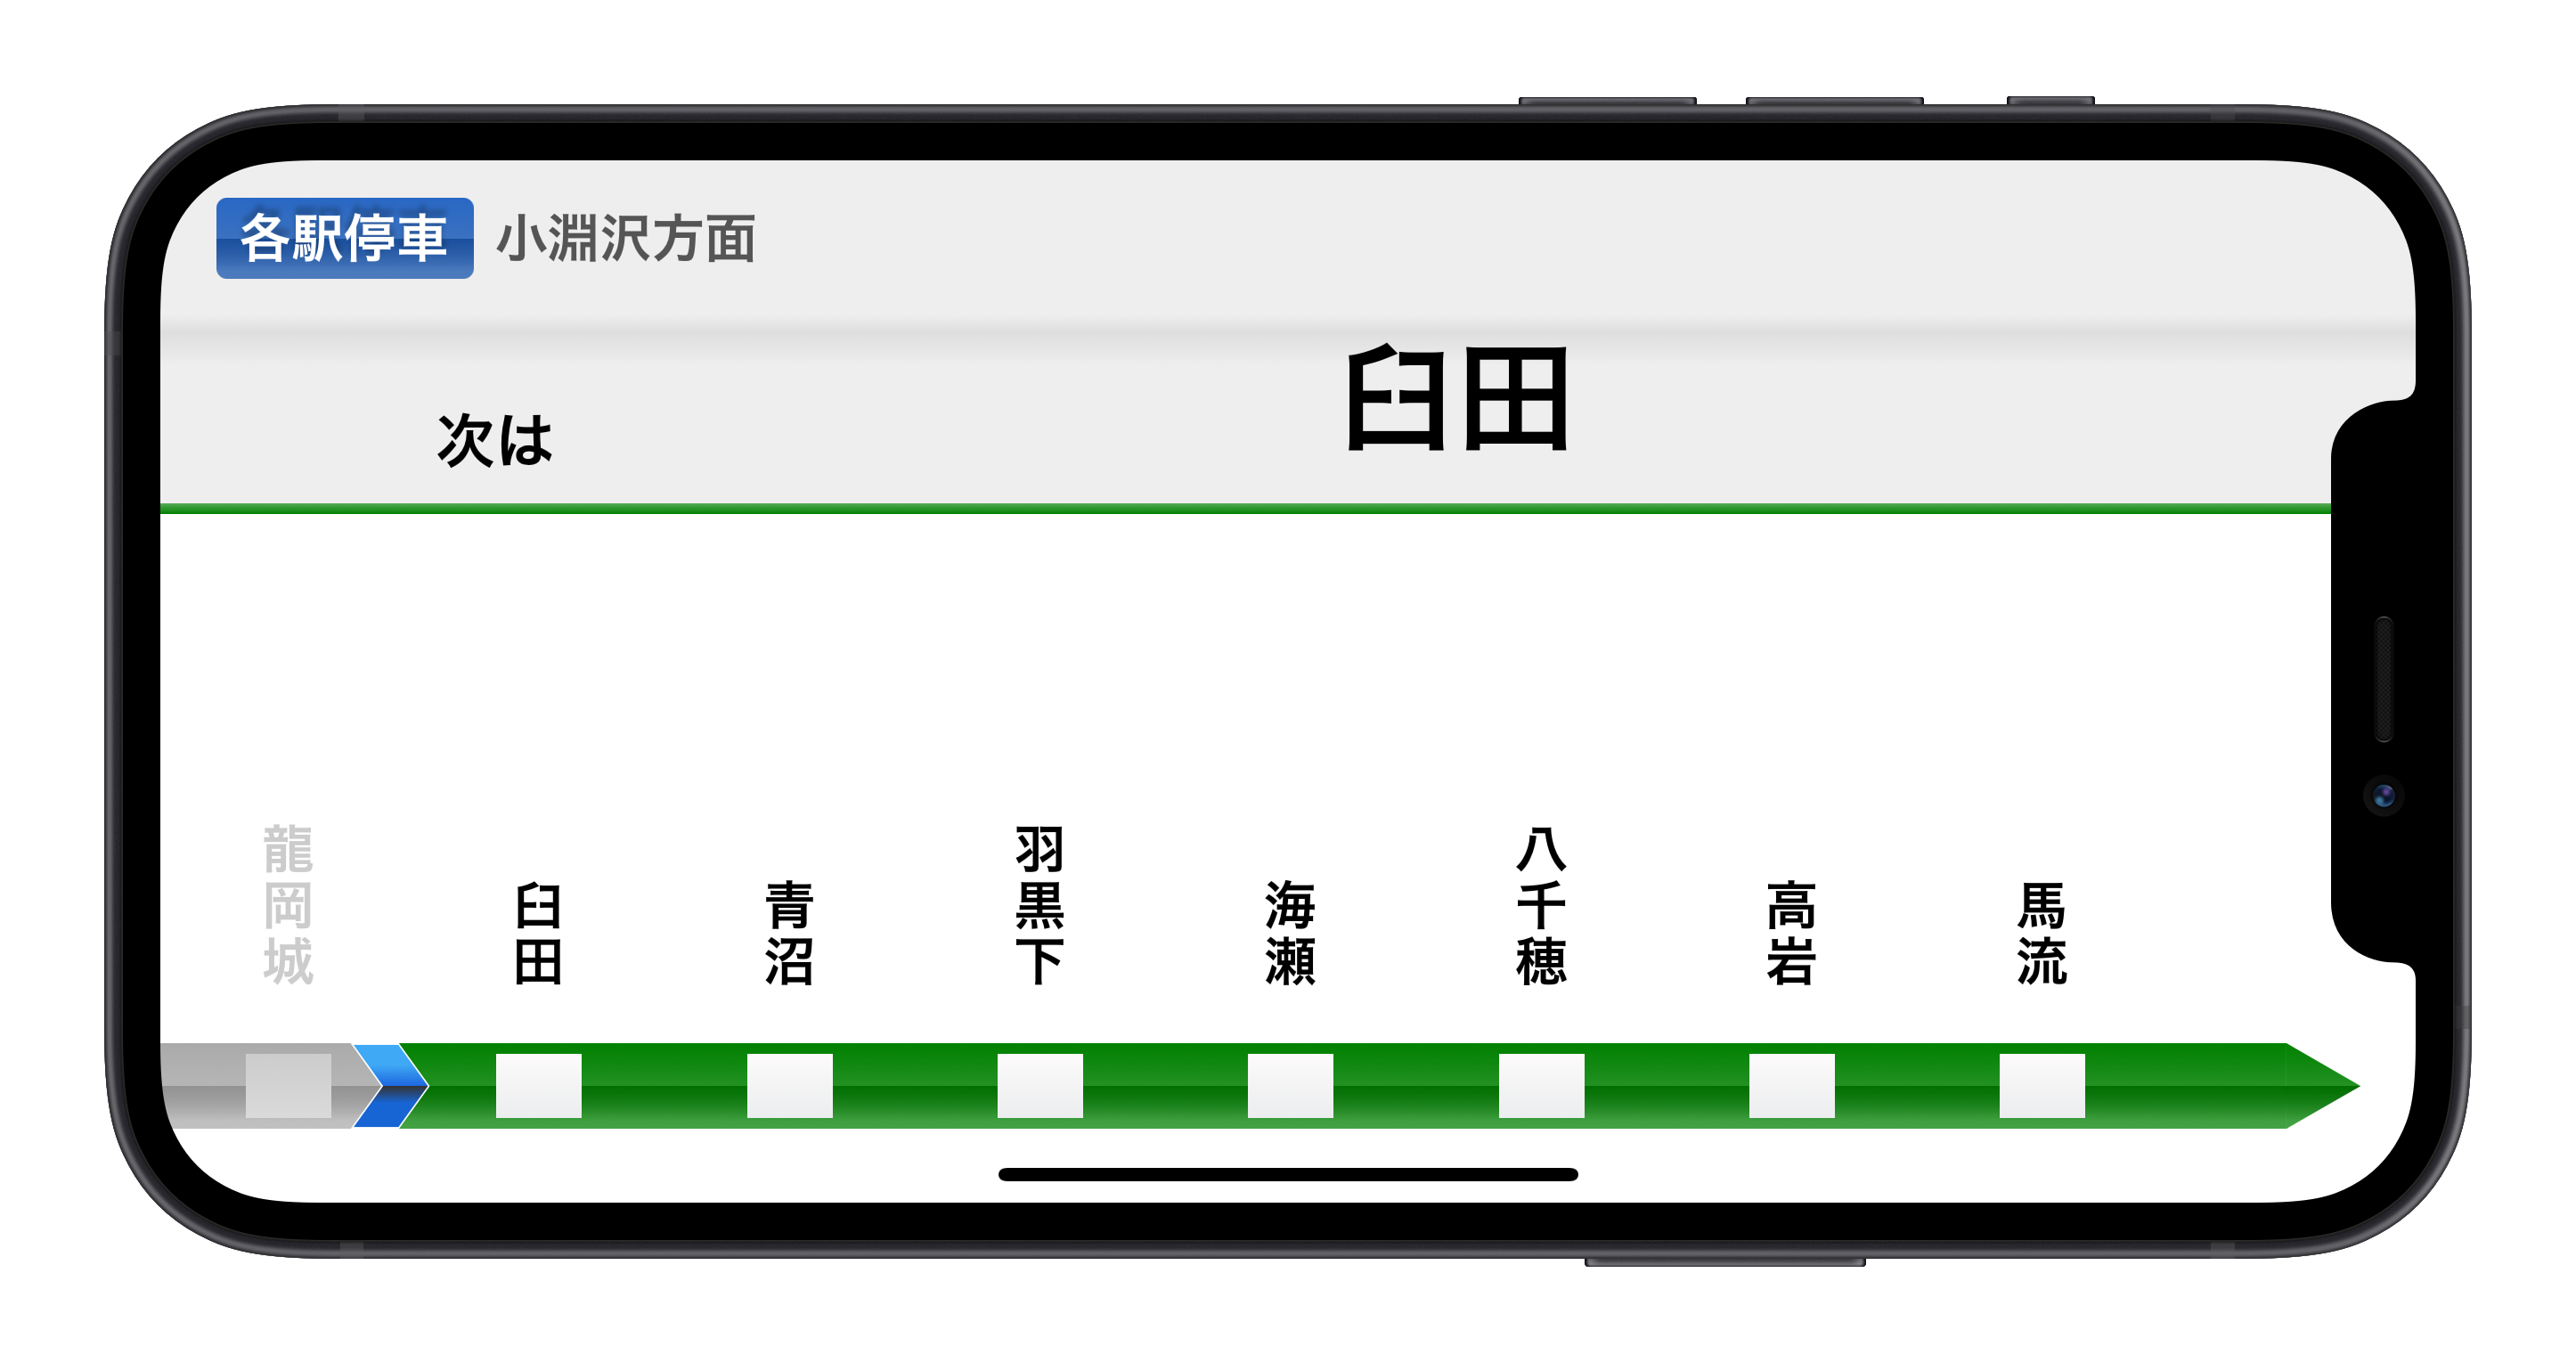 各駅停車 小淵沢方面
次は 臼田
龍岡城
臼田
青沼
羽黒下
海瀬
八千穂
高岩
馬流